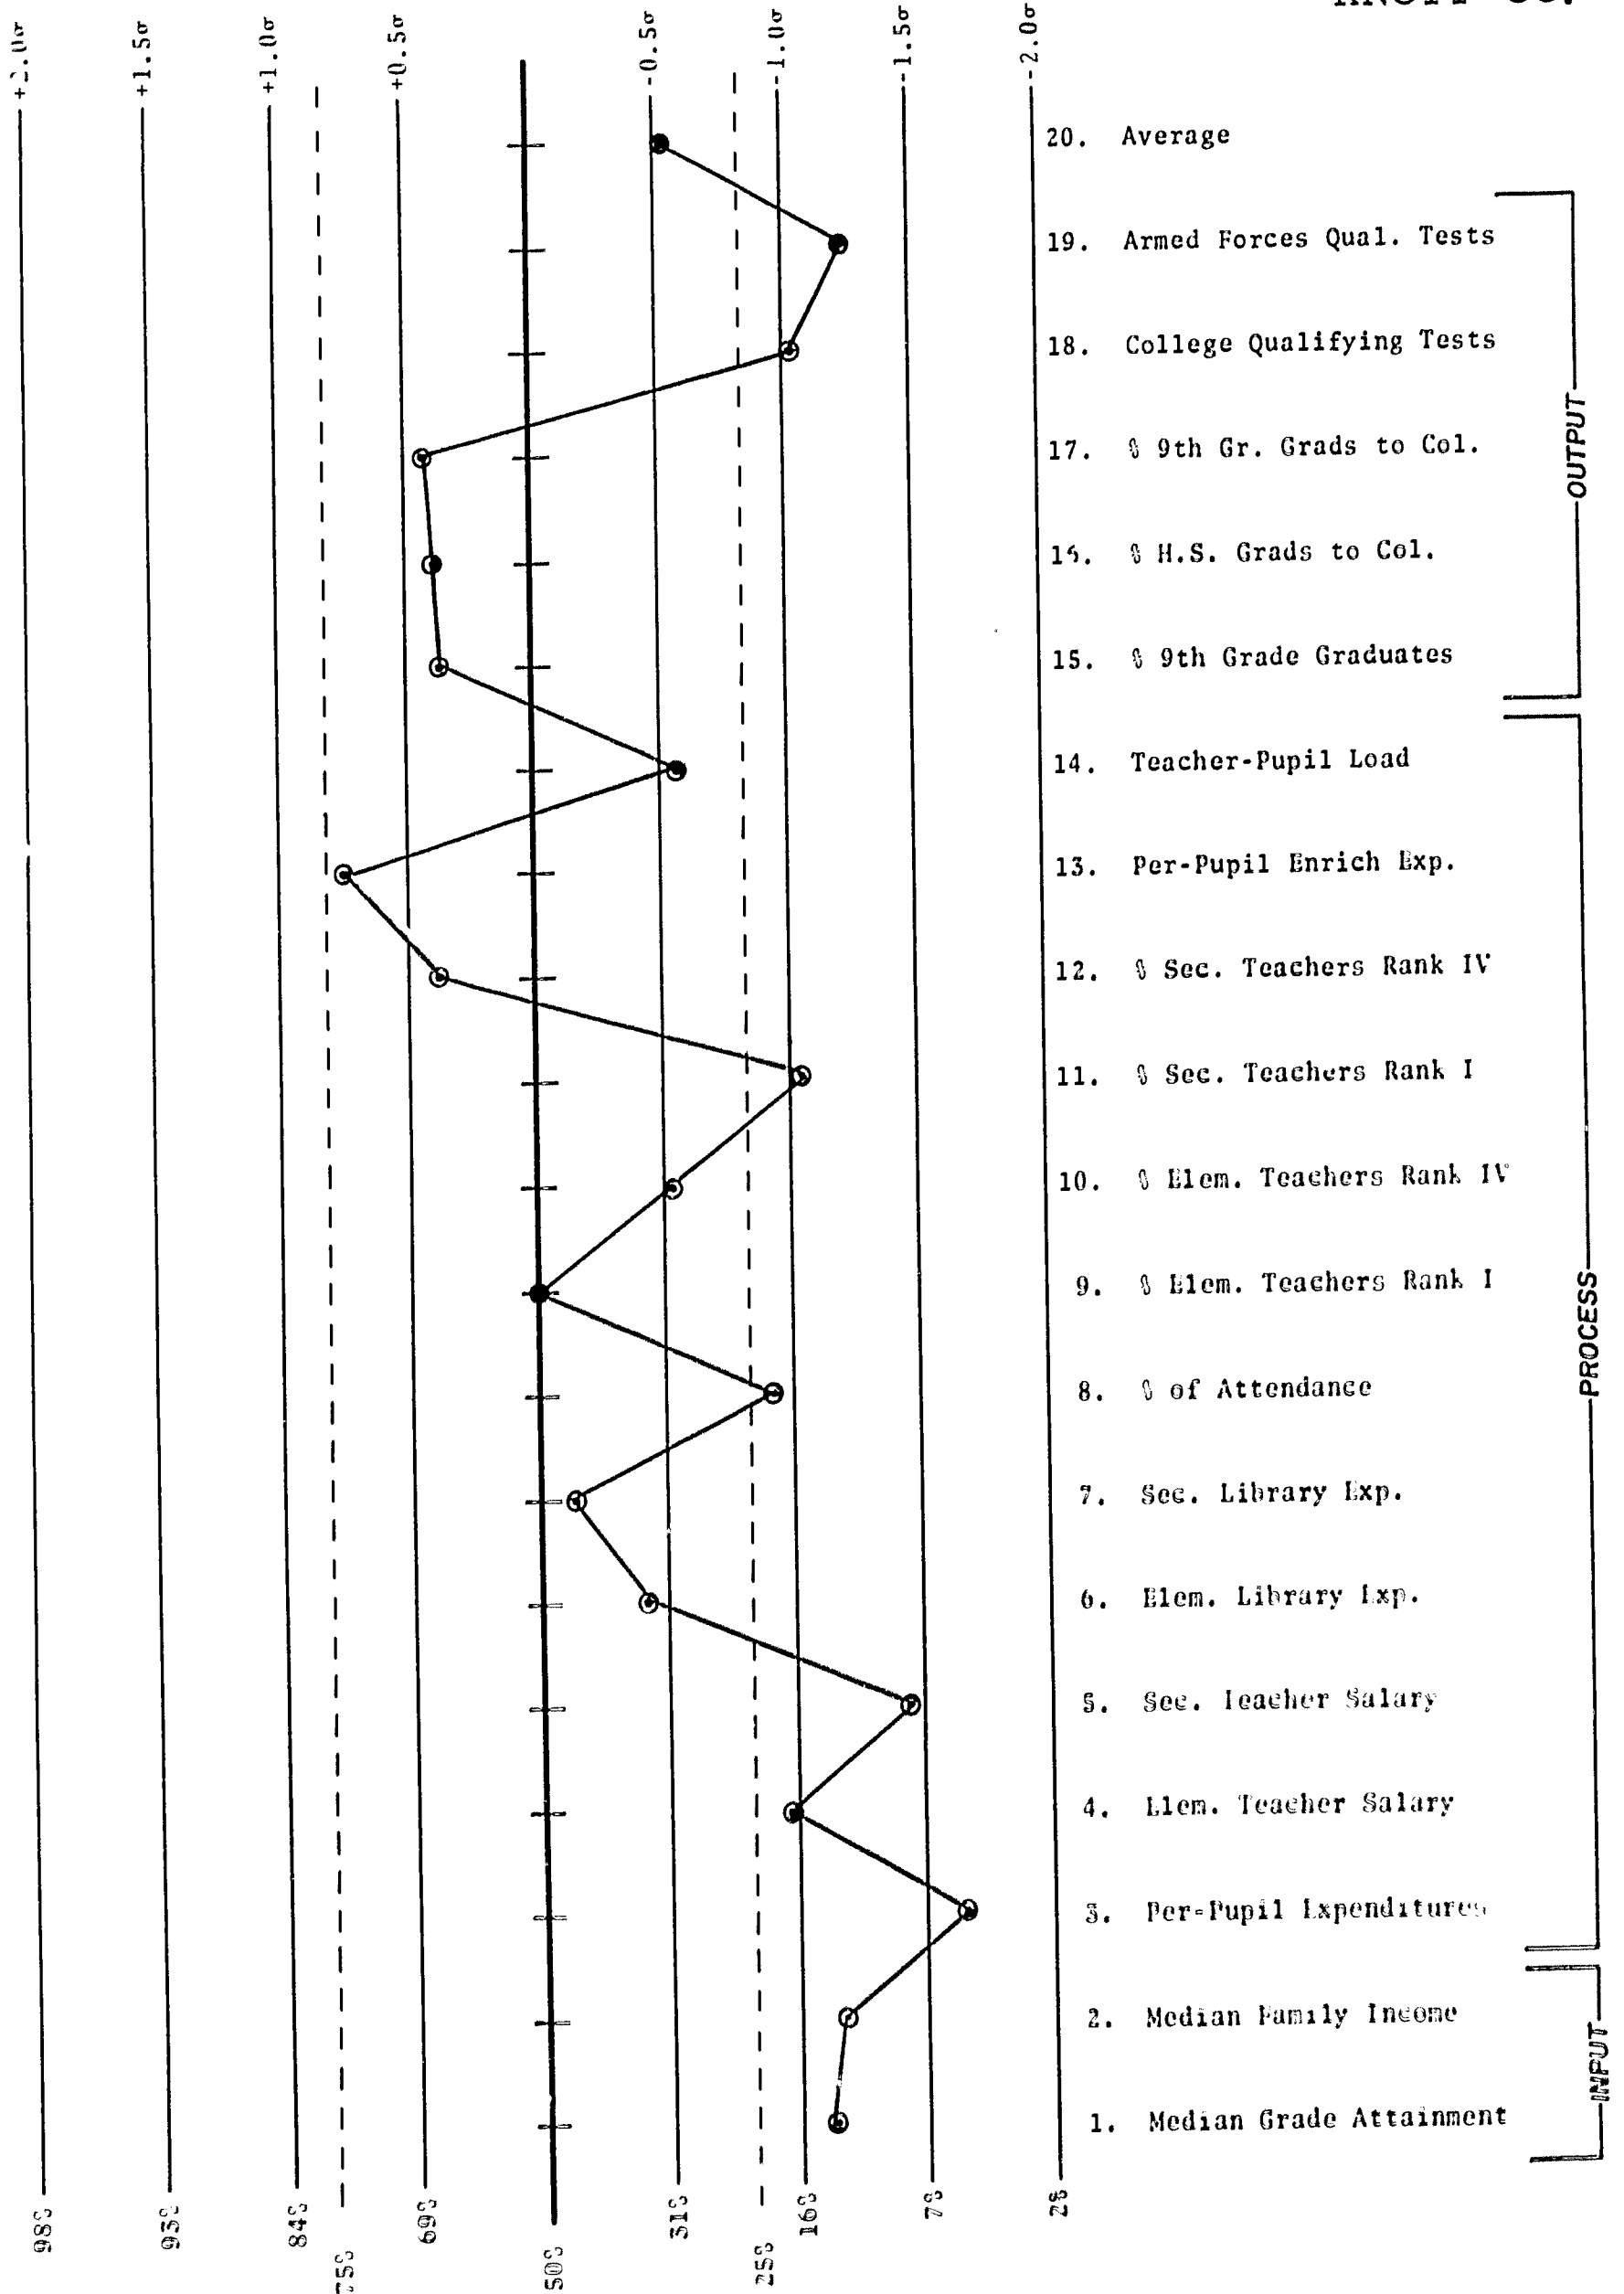 +2.0σ
+1.5σ
+1.0σ
+0.5σ
-0.5σ
-1.0σ
-1.5σ
-2.0σ
20. Average
19. Armed Forces Qual. Tests
18. College Qualifying Tests
17. % 9th Gr. Grads to Col.
16. % H.S. Grads to Col.
15. % 9th Grade Graduates
14. Teacher-Pupil Load
13. Per-Pupil Enrich Exp.
12. % Sec. Teachers Rank IV
11. % Sec. Teachers Rank I
10. % Elem. Teachers Rank IV
9. % Elem. Teachers Rank I
8. % of Attendance
7. Sec. Library Exp.
6. Elem. Library Exp.
5. Sec. Teacher Salary
4. Elem. Teacher Salary
3. Per-Pupil Expenditures
2. Median Family Income
1. Median Grade Attainment
OUTPUT
PROCESS
INPUT
98%
93%
84%
75%
69%
50%
31%
25%
16%
7%
2%